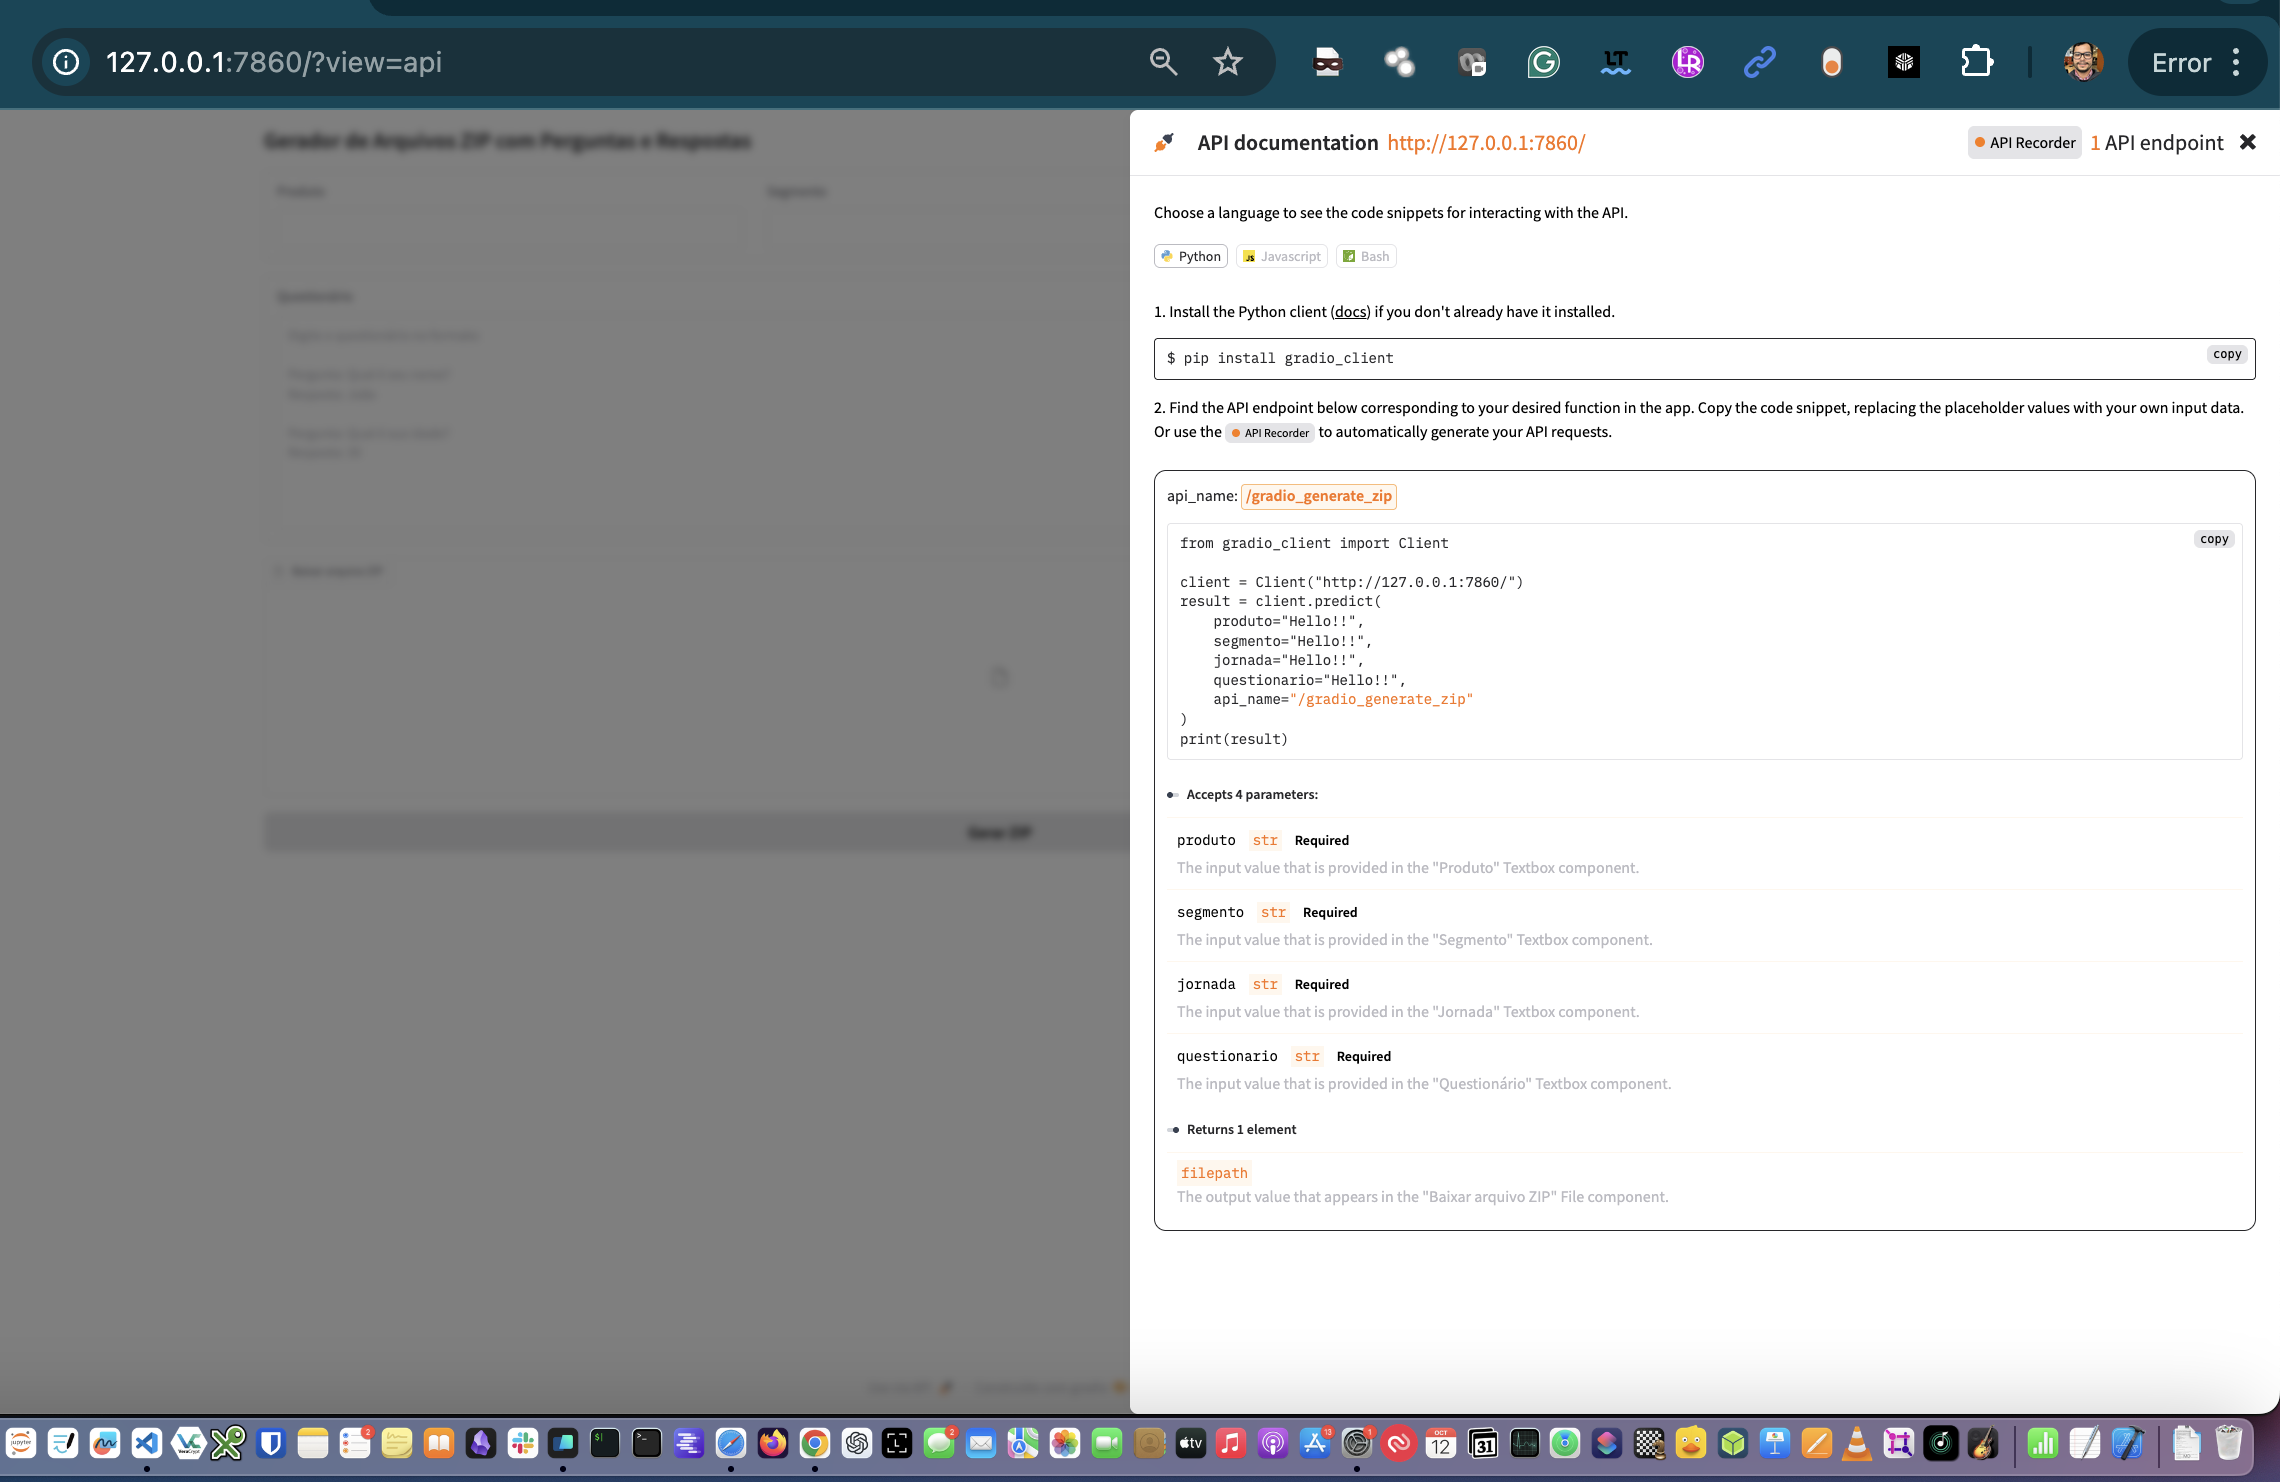 127.0.0.1:7860/?view=api
Error
Gerador de Arquivos ZIP com Perguntas e Respostas
Produto
Segmento
Questionário
Baixar arquivo ZIP
Gerar ZIP
API documentation http://127.0.0.1:7860/
API Recorder
1 API endpoint
Choose a language to see the code snippets for interacting with the API.
Python
JS Javascript
Bash
1. Install the Python client (docs) if you don't already have it installed.
$ pip install gradio_client
copy
2. Find the API endpoint below corresponding to your desired function in the app. Copy the code snippet, replacing the placeholder values with your own input data.
Or use the API Recorder to automatically generate your API requests.
api_name: /gradio_generate_zip
copy
from gradio_client import Client
client = Client("http://127.0.0.1:7860/")
result = client.predict(
produto="Hello!!",
segmento="Hello!!",
jornada="Hello!!",
questionario="Hello!!",
api_name="/gradio_generate_zip"
)
print(result)
Accepts 4 parameters:
produto str Required
The input value that is provided in the "Produto" Textbox component.
segmento str Required
The input value that is provided in the "Segmento" Textbox component.
jornada str Required
The input value that is provided in the "Jornada" Textbox component.
questionario str Required
The input value that is provided in the "Questionário" Textbox component.
Returns 1 element
filepath
The output value that appears in the "Baixar arquivo ZIP" File component.